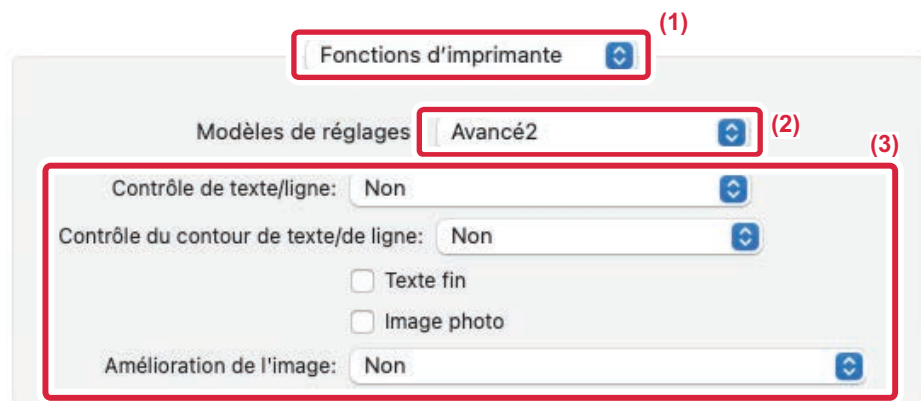 (1)
Fonctions d'imprimante
Modèles de réglages Avancé2 (2)
(3)
Contrôle de texte/ligne: Non
Contrôle du contour de texte/de ligne: Non
Texte fin
Image photo
Amélioration de l'image: Non